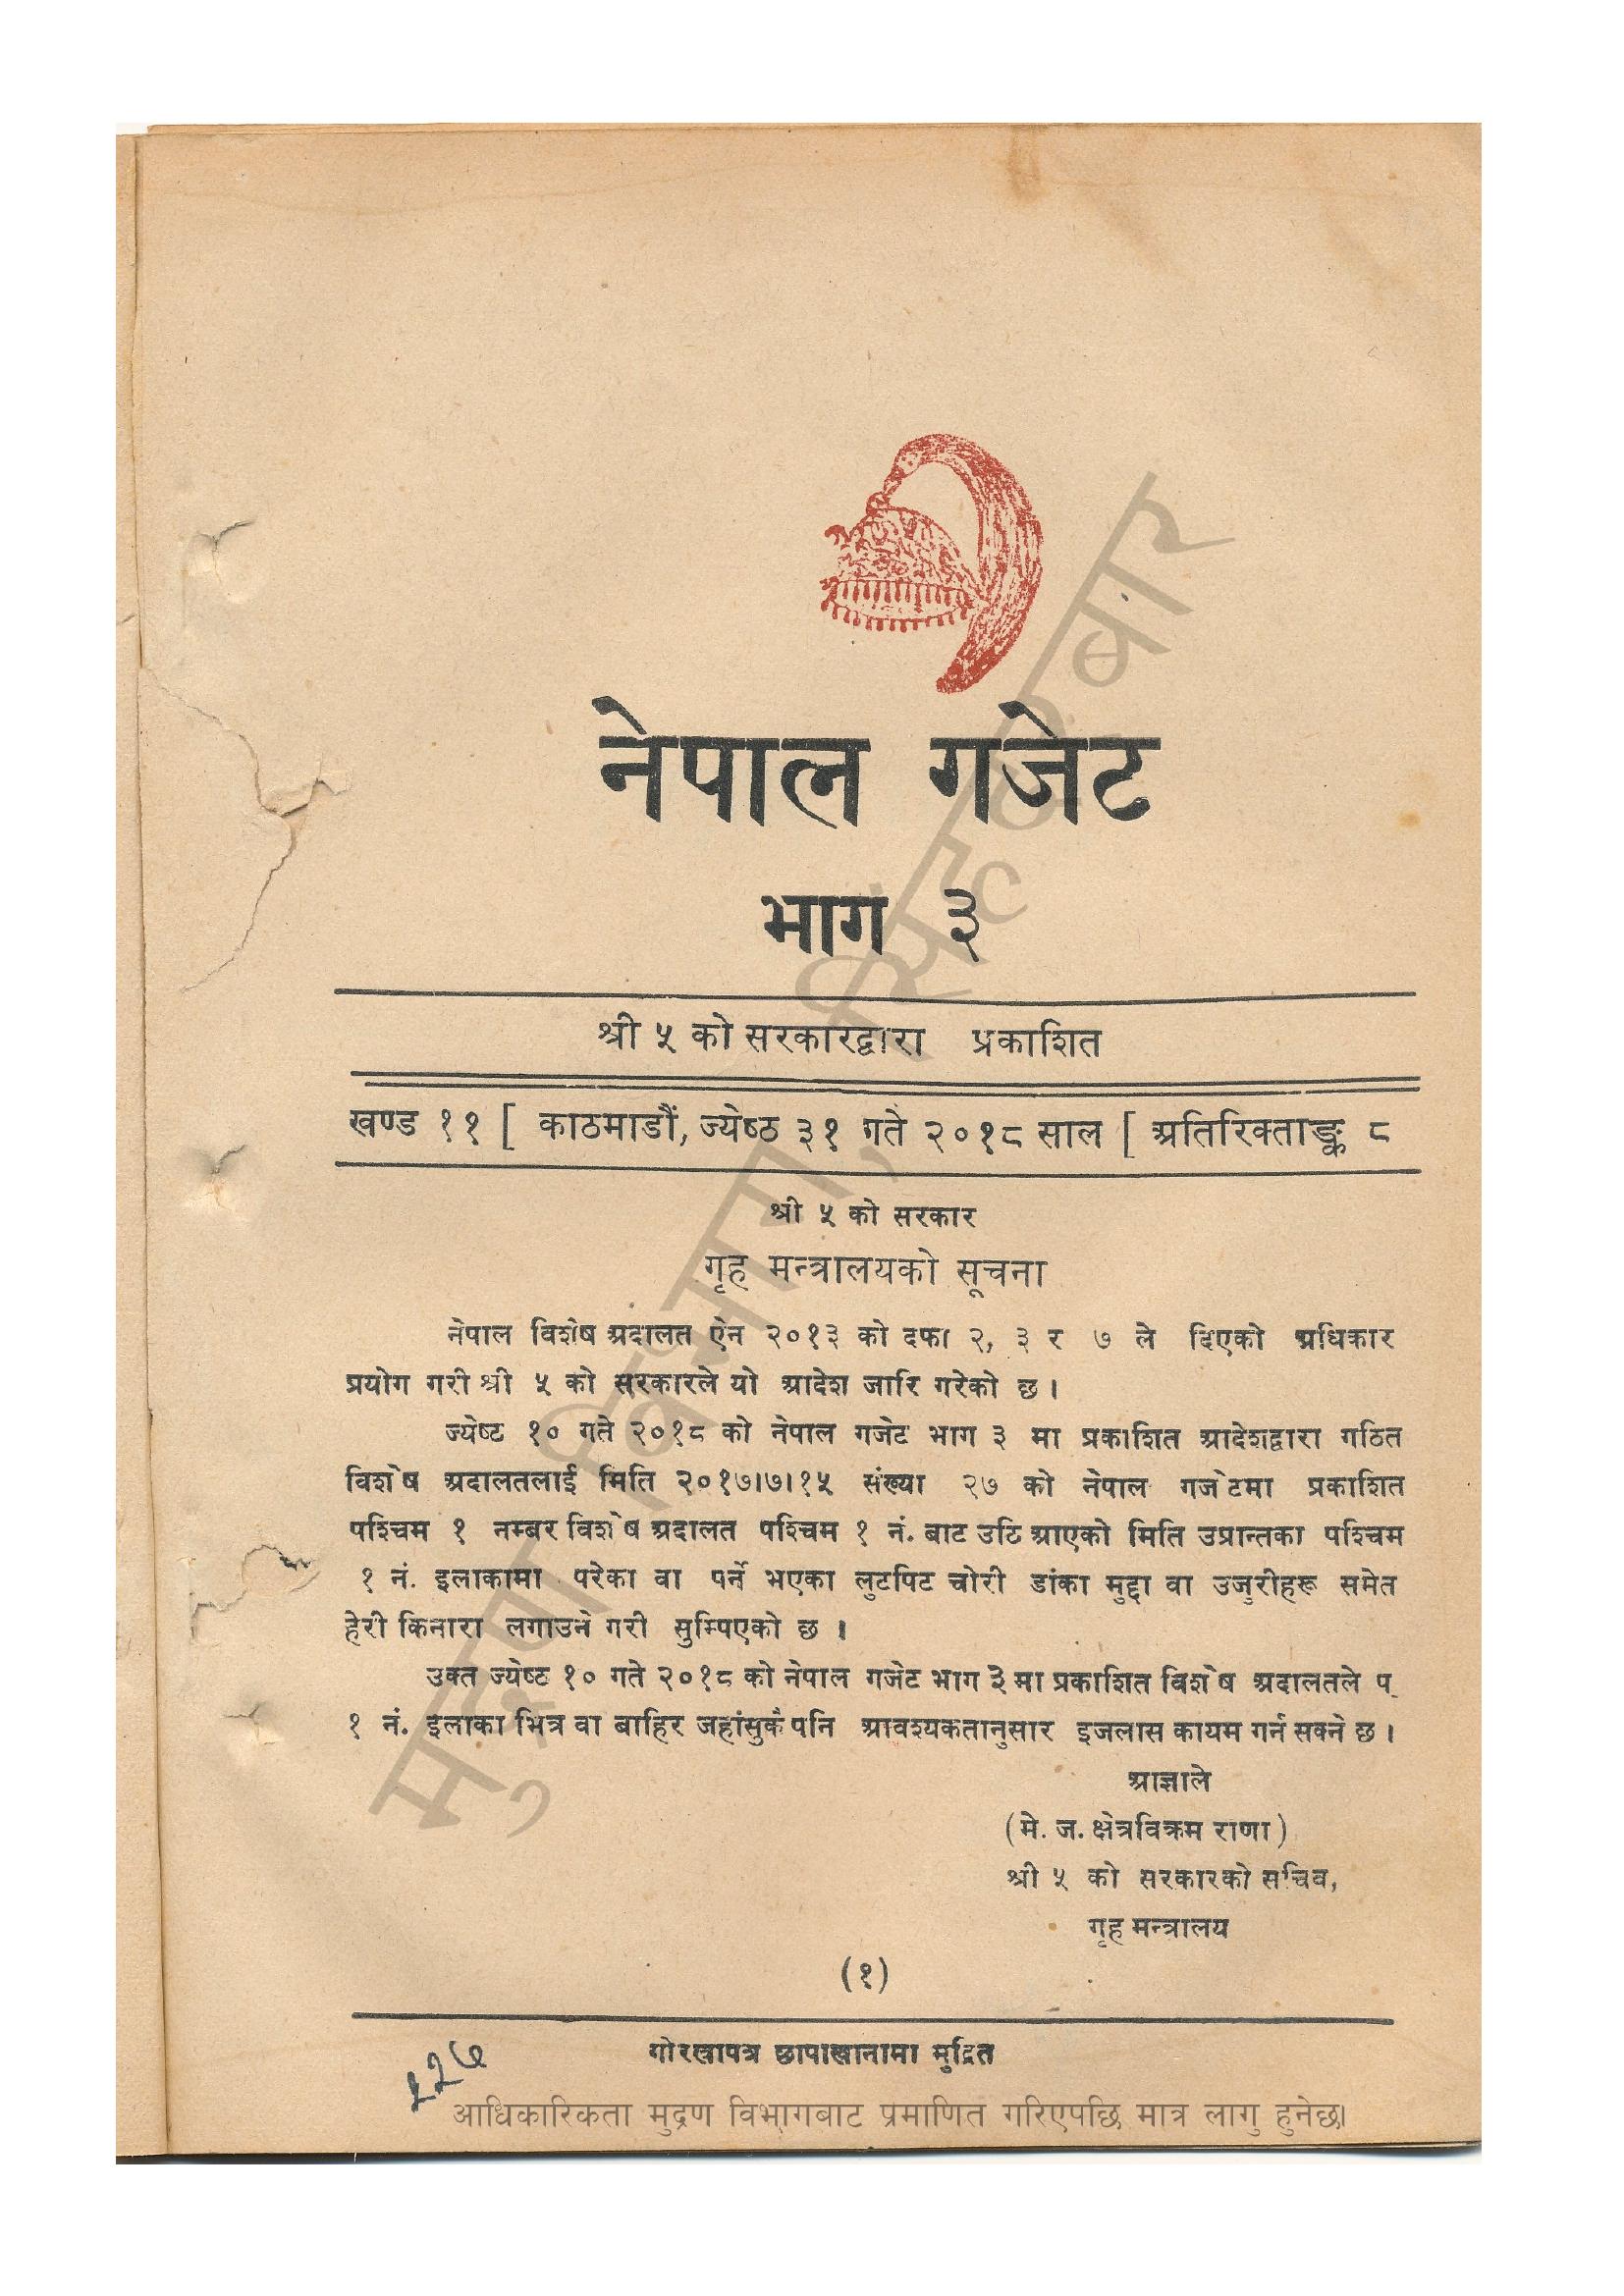 नेपाल गजेट
भाग ३
श्री ५ को सरकारद्वारा प्रकाशित
खण्ड ११ [ काठमाडौं, ज्येष्ठ ३१ गते २०१८ साल [ अतिरिक्ताङ्क ८
श्री ५ को सरकार
गृह मन्त्रालयको सूचना
नेपाल विशेष अदालत ऐन २०१३ को दफा २, ३ र ७ ले दिएको अधिकार
प्रयोग गरी श्री ५ को सरकारले यो आदेश जारि गरेको छ ।
ज्येष्ट १० गते २०१८ को नेपाल गजेट भाग ३ मा प्रकाशित आदेशद्वारा गठित
विशेष अदालतलाई मिति २०१७।७।१५ संख्या २७ को नेपाल गजेटमा प्रकाशित
पश्चिम १ नम्बर विशेष अदालत पश्चिम १ नं. बाट उठि आएको मिति उप्रान्तका पश्चिम
१ नं. इलाकामा परेका वा पर्ने भएका लुटपिट चोरी डांका मुद्दा वा उजुरीहरू समेत
हेरी किनारा लगाउने गरी सुम्पिएको छ ।
उक्त ज्येष्ट १० गते २०१८ को नेपाल गजेट भाग ३ मा प्रकाशित विशेष अदालतले प.
१ नं. इलाका भित्र वा बाहिर जहांसुकै पनि आवश्यकतानुसार इजलास कायम गर्न सक्ने छ ।
आज्ञाले
(मे. ज. क्षेत्रविक्रम राणा)
श्री ५ को सरकारको सचिव,
गृह मन्त्रालय
(१)
गोरखापत्र छापाखानामा मुद्रित
आधिकारिकता मुद्रण विभागबाट प्रमाणित गरिएपछि मात्र लागु हुनेछ।
मुद्रण विभाग, सिंहदरबार